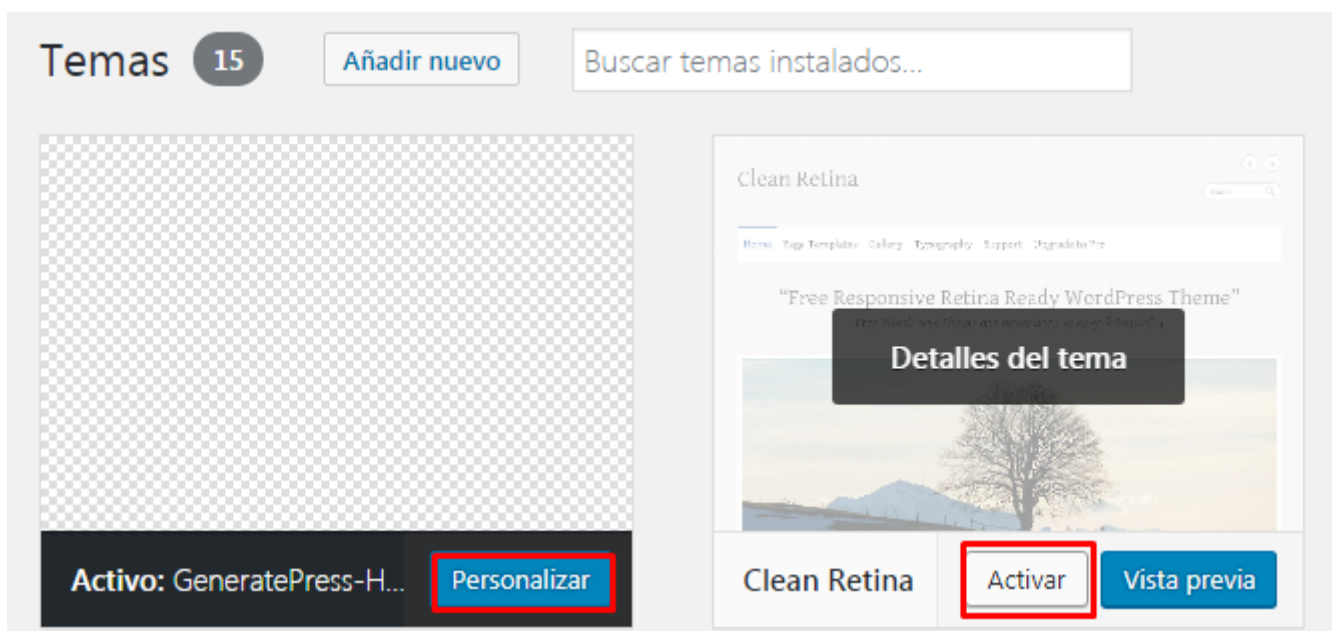 Temas 15 Añadir nuevo Buscar temas instalados...
Clean Retina
Home Page Templates Gallery Typography Support Upgrade to Pro
“Free Responsive Retina Ready WordPress Theme”
Detalles del tema
Activo: GeneratePress-H... Personalizar
Clean Retina Activar Vista previa